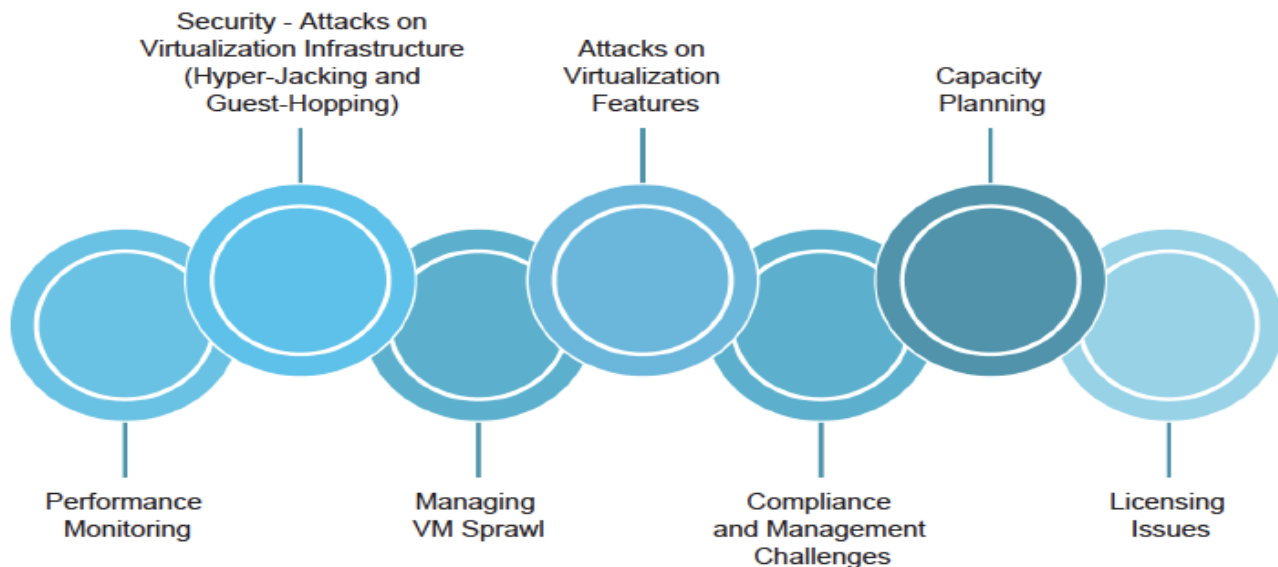 Security - Attacks on
Virtualization Infrastructure
(Hyper-Jacking and
Guest-Hopping)
Attacks on
Virtualization
Features
Capacity
Planning
Performance
Monitoring
Managing
VM Sprawl
Compliance
and Management
Challenges
Licensing
Issues